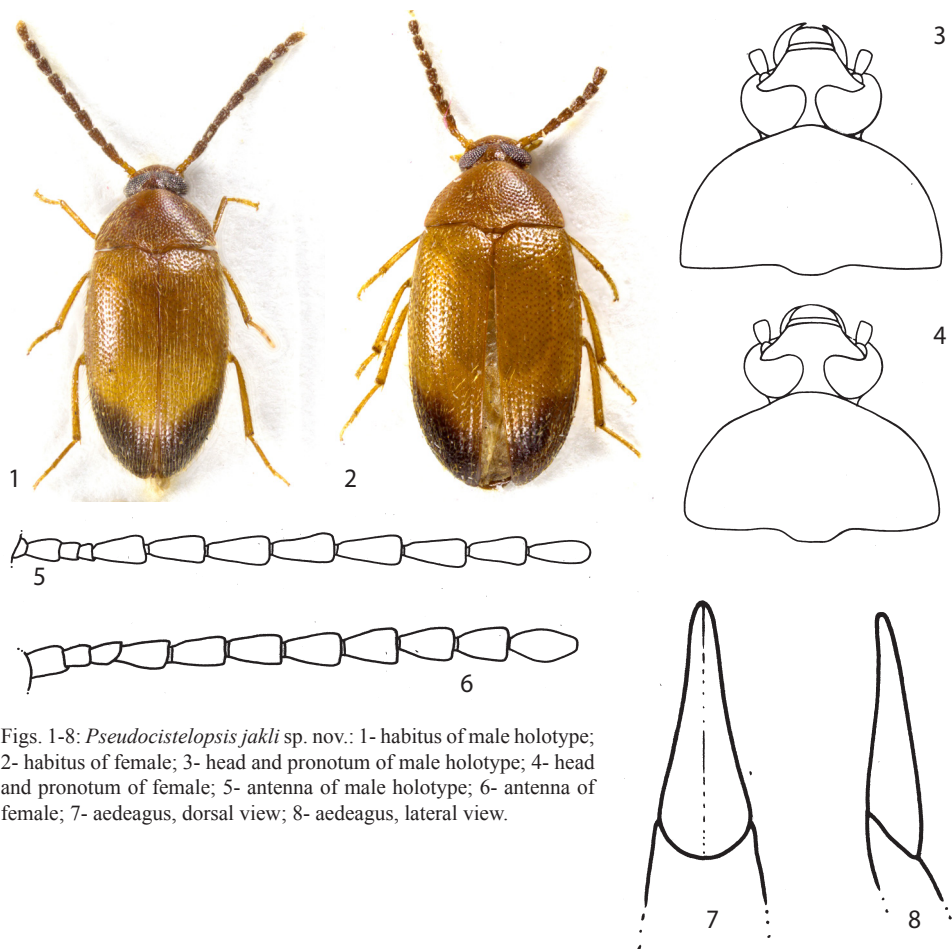 3
4
1
2
5
6
Figs. 1-8: Pseudocistelopsis jakli sp. nov.: 1- habitus of male holotype;
2- habitus of female; 3- head and pronotum of male holotype; 4- head
and pronotum of female; 5- antenna of male holotype; 6- antenna of
female; 7- aedeagus, dorsal view; 8- aedeagus, lateral view.
7
8